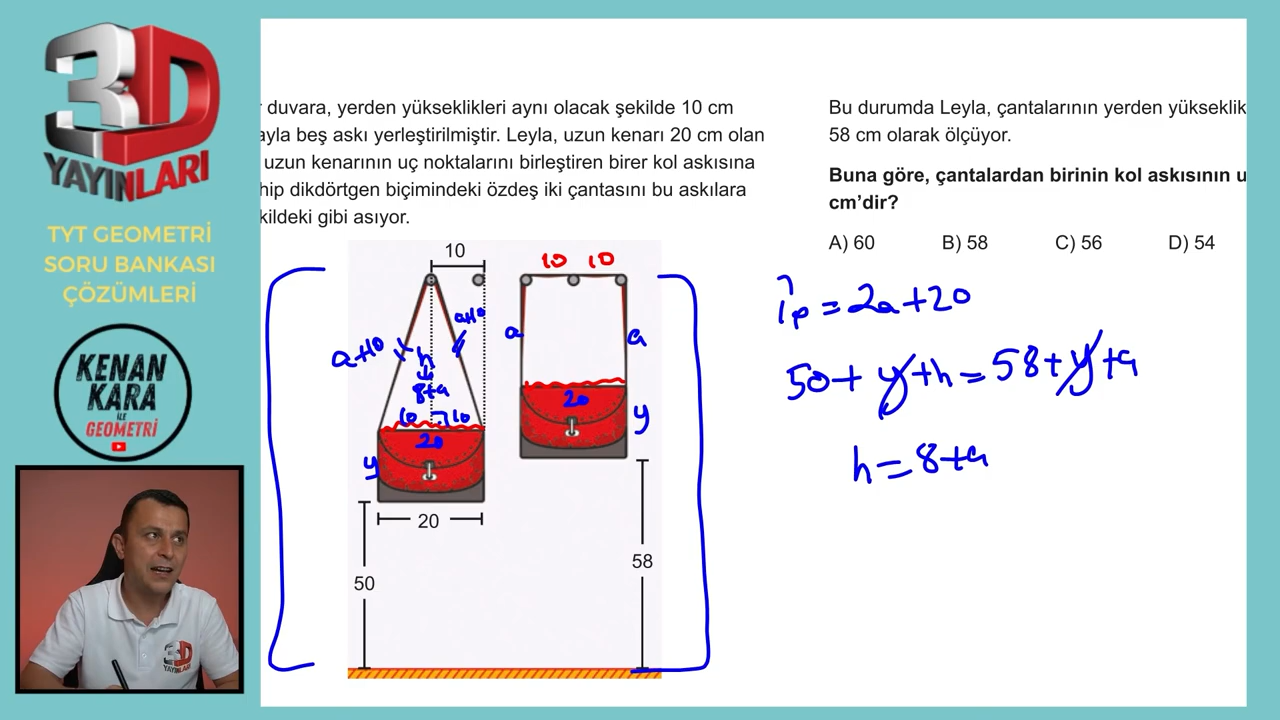 3D
YAYINLARI
TYT GEOMETRİ
SORU BANKASI
ÇÖZÜMLERİ
KENAN
KARA
İLE
GEOMETRİ
duvara, yerden yükseklikleri aynı olacak şekilde 10 cm
ayla beş askı yerleştirilmiştir. Leyla, uzun kenarı 20 cm olan
uzun kenarının uç noktalarını birleştiren birer kol askısına
hip dikdörtgen biçimindeki özdeş iki çantasını bu askılara
kildeki gibi asıyor.
10
10 10
a+10
a+10
h
8+a
10 10
20
y
20
50
a
a
20
y
58
Bu durumda Leyla, çantalarının yerden yükseklik
58 cm olarak ölçüyor.
Buna göre, çantalardan birinin kol askısının u
cm'dir?
A) 60 B) 58 C) 56 D) 54
İp = 2a+20
50+y+h=58+y+a
h=8+a
3D
YAYINLARI